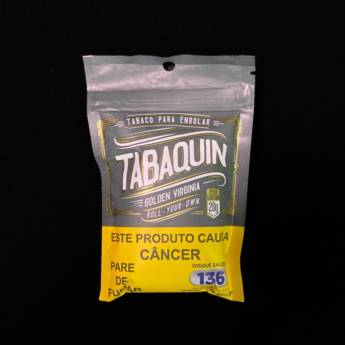 TABACO PARA ENROLAR
TABAQUIN
GOLDEN VIRGINIA
20g
ROLL-YOUR-OWN
ESTE PRODUTO CAUSA
CÂNCER
PARE
DISQUE SAÚDE
DE
136
FUMAR